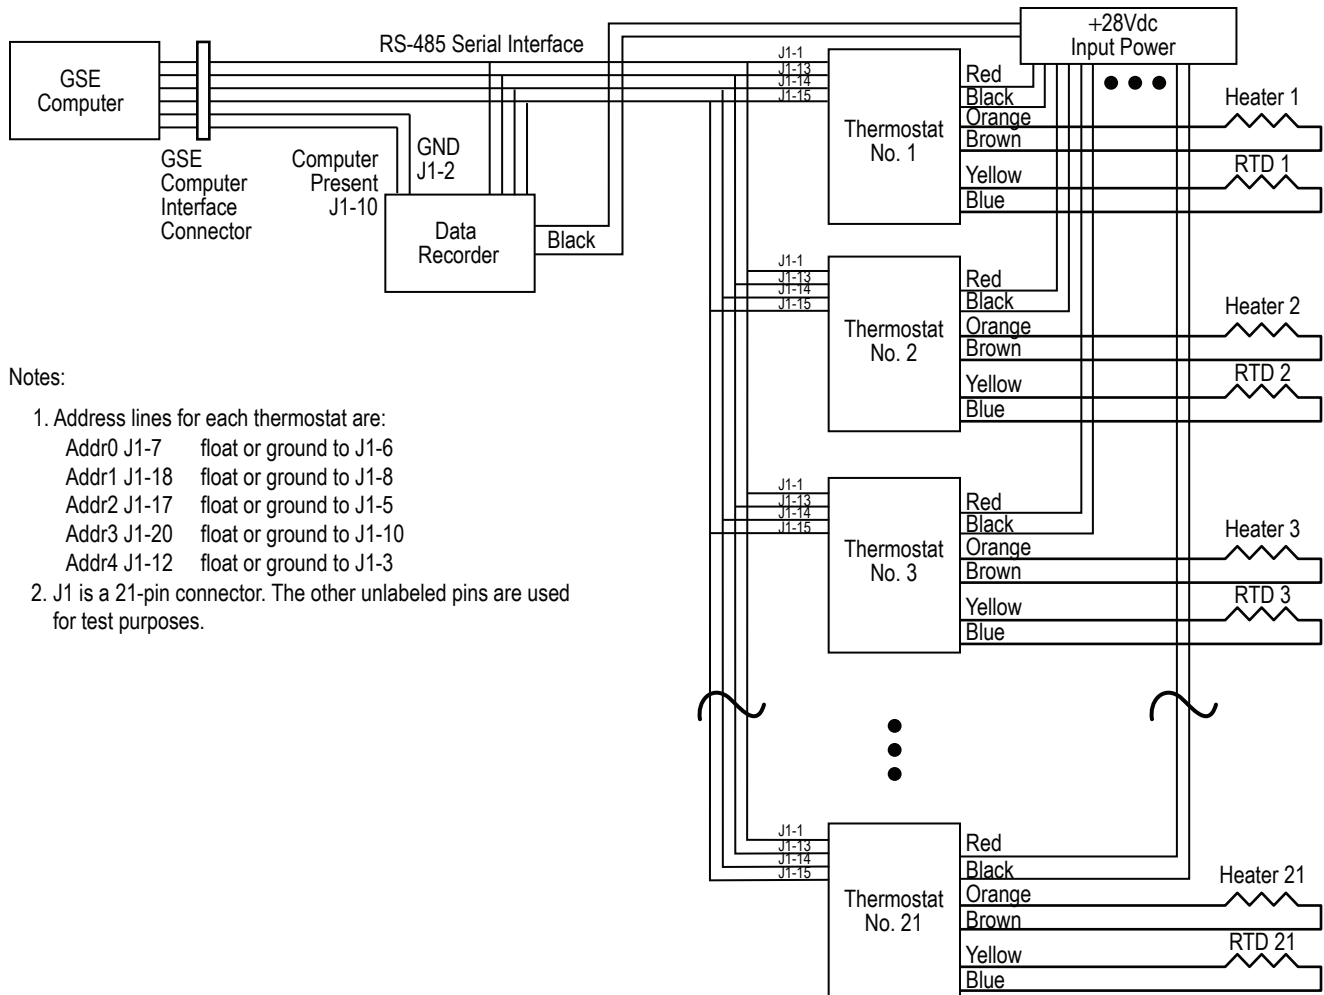 +28Vdc
Input Power
RS-485 Serial Interface
GSE
Computer
GSE
Computer
Interface
Connector
Computer
Present
J1-10
GND
J1-2
Data
Recorder
Black
J1-1
J1-13
J1-14
J1-15
Thermostat
No. 1
Red
Black
Orange
Brown
Yellow
Blue
Heater 1
RTD 1
J1-1
J1-13
J1-14
J1-15
Thermostat
No. 2
Red
Black
Orange
Brown
Yellow
Blue
Heater 2
RTD 2
Notes:
1. Address lines for each thermostat are:
Addr0 J1-7 float or ground to J1-6
Addr1 J1-18 float or ground to J1-8
Addr2 J1-17 float or ground to J1-5
Addr3 J1-20 float or ground to J1-10
Addr4 J1-12 float or ground to J1-3
2. J1 is a 21-pin connector. The other unlabeled pins are used
for test purposes.
J1-1
J1-13
J1-14
J1-15
Thermostat
No. 3
Red
Black
Orange
Brown
Yellow
Blue
Heater 3
RTD 3
J1-1
J1-13
J1-14
J1-15
Thermostat
No. 21
Red
Black
Orange
Brown
Yellow
Blue
Heater 21
RTD 21